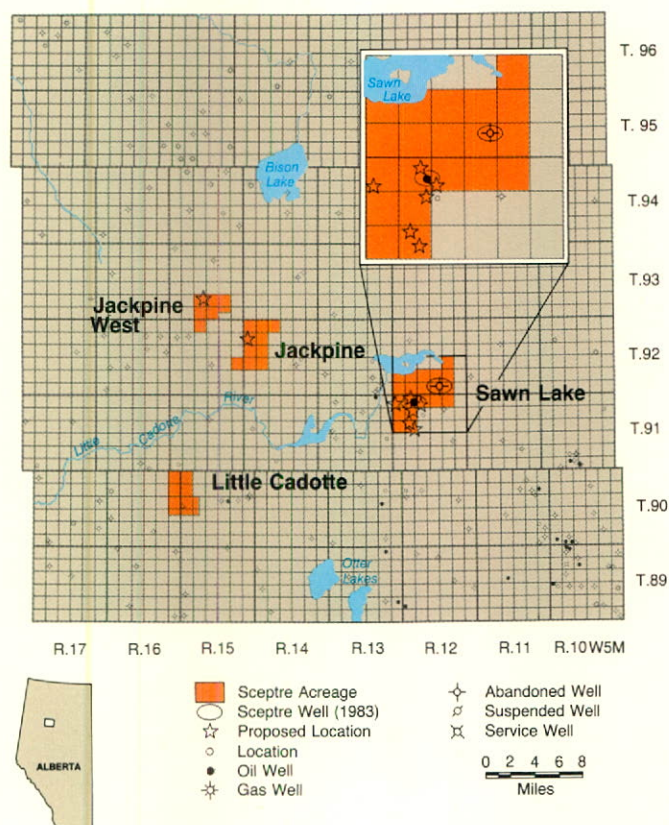 T. 96
Sawn
Lake
T. 95
Bison
Lake
T.94
T.93
Jackpine
West
Jackpine
T.92
Sawn Lake
Little Cadotte River
T.91
Little Cadotte
T.90
Otter
Lakes
T.89
R.17 R.16 R.15 R.14 R.13 R.12 R.11 R.10W5M
Sceptre Acreage
Sceptre Well (1983)
Proposed Location
Location
Oil Well
Gas Well
Abandoned Well
Suspended Well
Service Well
0 2 4 6 8
Miles
ALBERTA